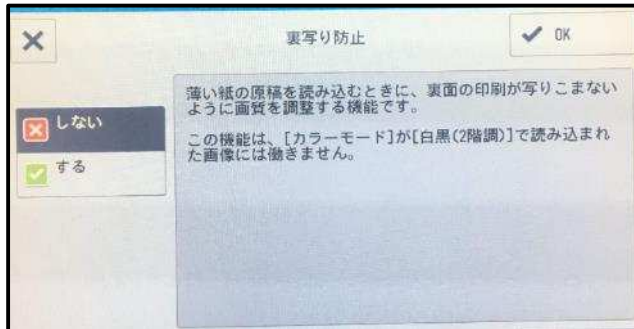 裏写り防止
OK
しない
する
薄い紙の原稿を読み込むときに、裏面の印刷が写りこまない
ように画質を調整する機能です。
この機能は、[カラーモード]が[白黒(2階調)]で読み込まれ
た画像には働きません。